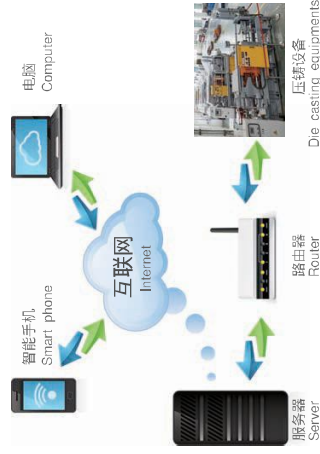 智能手机
Smart phone
电脑
Computer
互联网
Internet
服务器
Server
路由器
Router
压铸设备
Die casting equipments